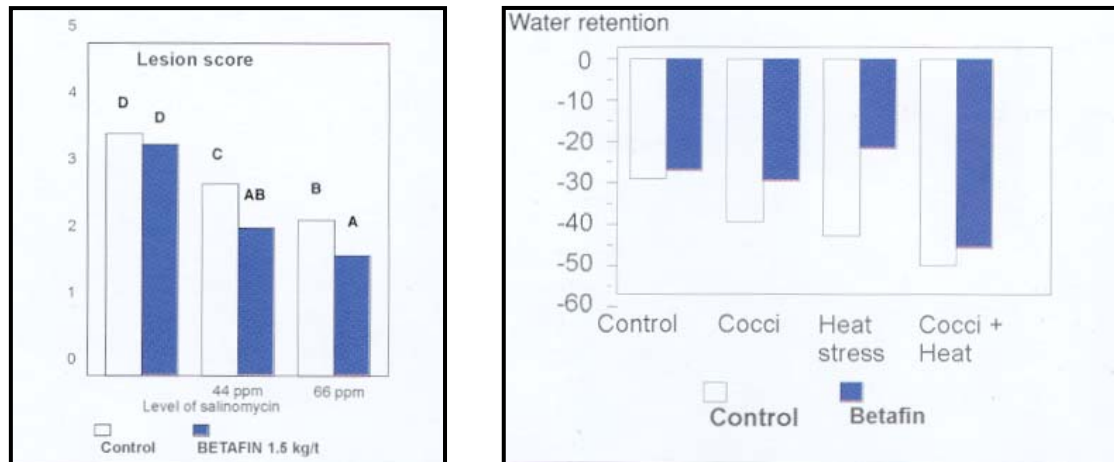 5
Lesion score
4
D
D
C
3
AB
B
A
2
1
0
44 ppm 66 ppm
Level of salinomycin
Control BETAFIN 1.5 kg/t
Water retention
0
-10
-20
-30
-40
-50
-60
Control Cocci Heat stress Cocci + Heat
Control Betafin